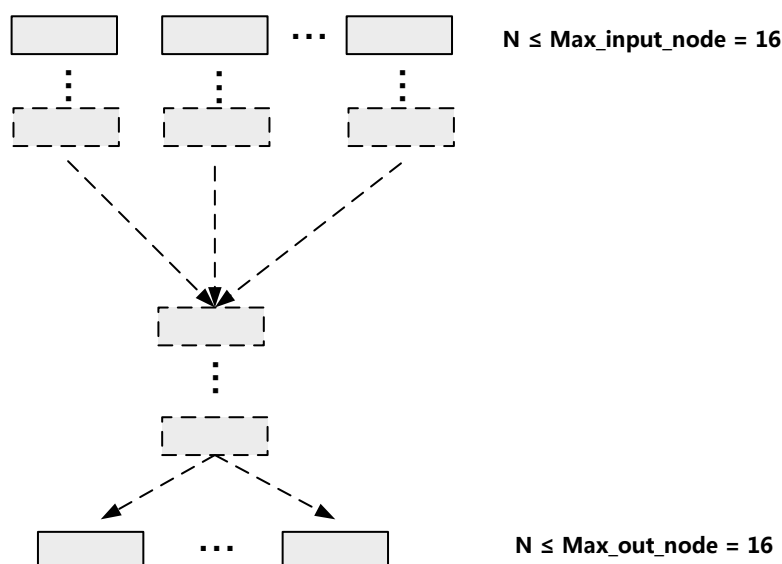 N ≤ Max_input_node = 16
N ≤ Max_out_node = 16